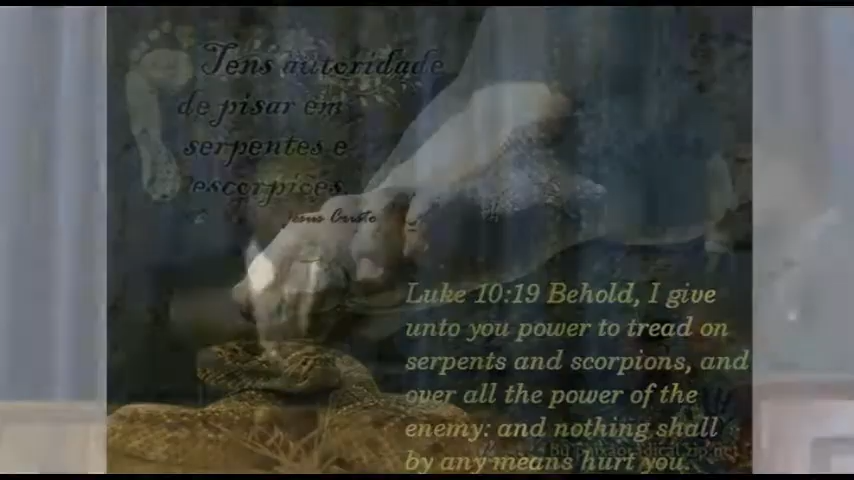 Tens autoridade
de pisar em
serpentes e
escorpiões.
Jesus Cristo
Luke 10:19 Behold, I give
unto you power to tread on
serpents and scorpions, and
over all the power of the
enemy: and nothing shall
by any means hurt you.